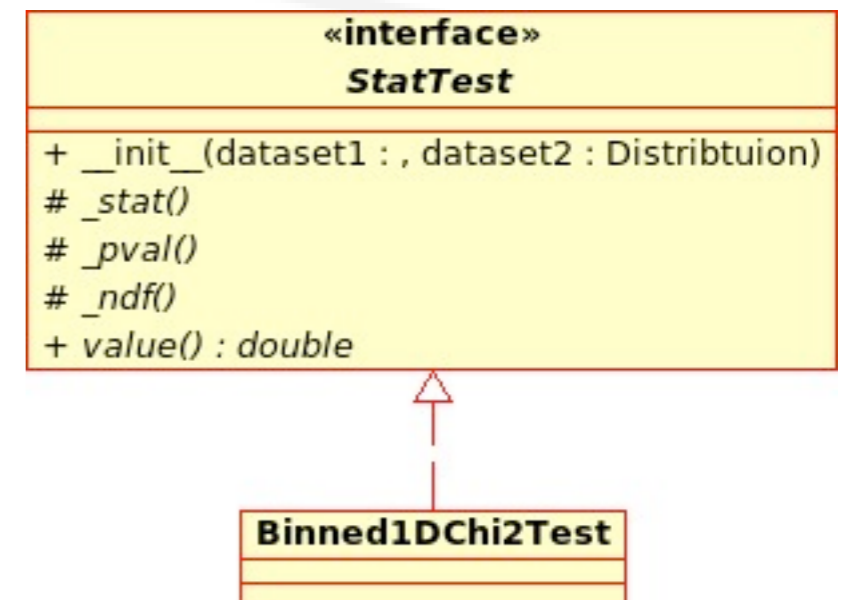 «interface»
StatTest
+ __init__(dataset1 : , dataset2 : Distribtuion)
# _stat()
# _pval()
# _ndf()
+ value() : double
Binned1DChi2Test